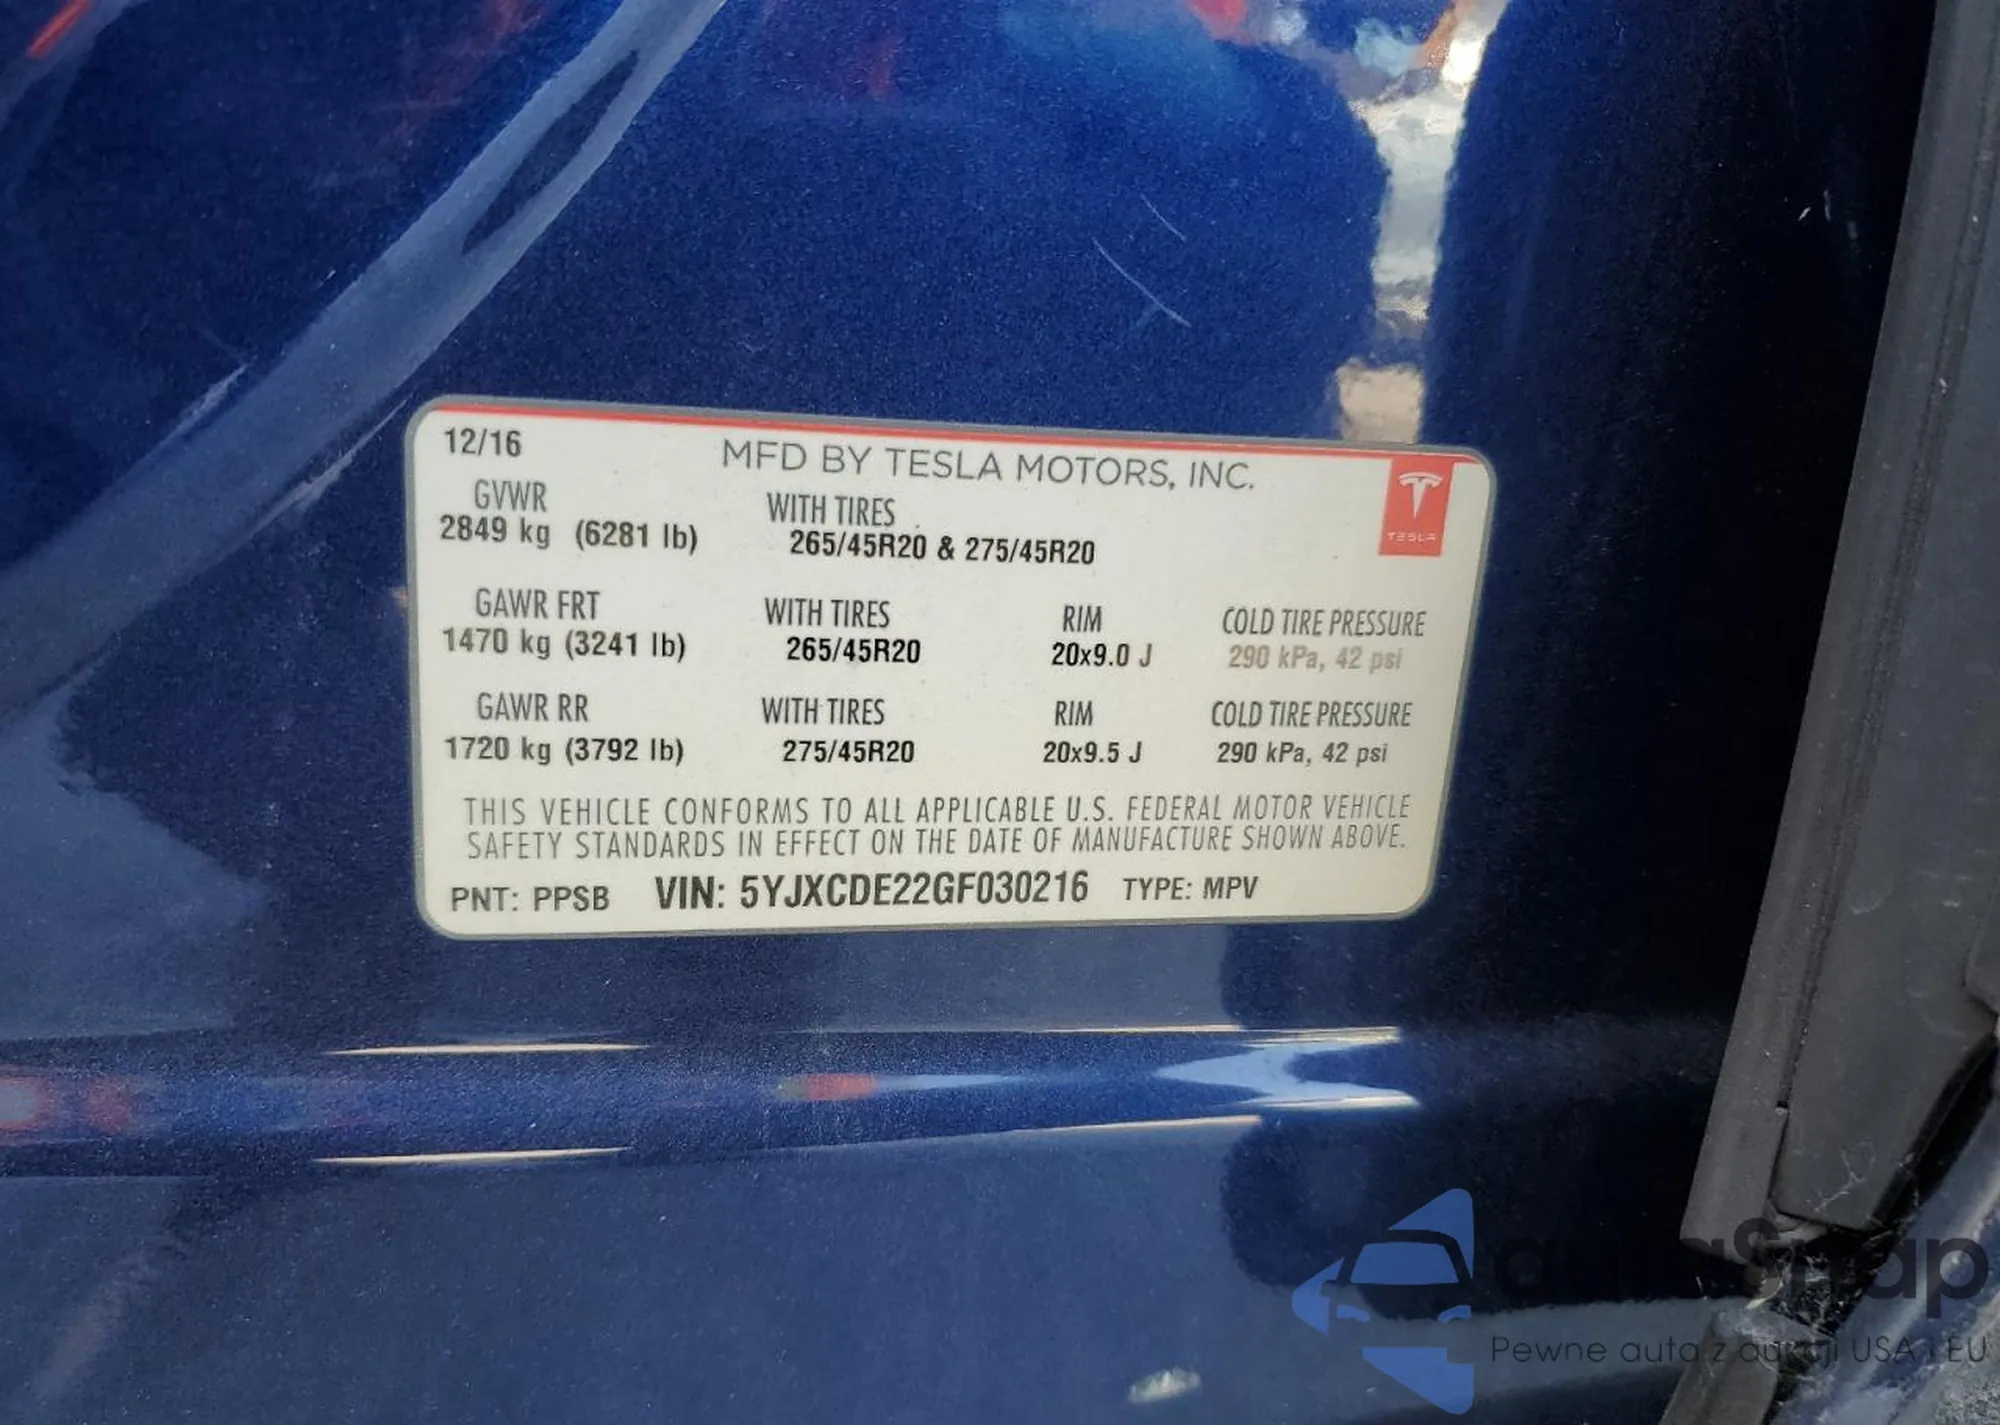 12/16
MFD BY TESLA MOTORS, INC.
TESLA
GVWR
WITH TIRES
2849 kg (6281 lb)
265/45R20 & 275/45R20
GAWR FRT WITH TIRES RIM COLD TIRE PRESSURE
1470 kg (3241 lb) 265/45R20 20x9.0 J 290 kPa, 42 psi
GAWR RR WITH TIRES RIM COLD TIRE PRESSURE
1720 kg (3792 lb) 275/45R20 20x9.5 J 290 kPa, 42 psi
THIS VEHICLE CONFORMS TO ALL APPLICABLE U.S. FEDERAL MOTOR VEHICLE
SAFETY STANDARDS IN EFFECT ON THE DATE OF MANUFACTURE SHOWN ABOVE.
PNT: PPSB VIN: 5YJXCDE22GF030216 TYPE: MPV
autaSnap
Pewne auta z aukcji USA i EU